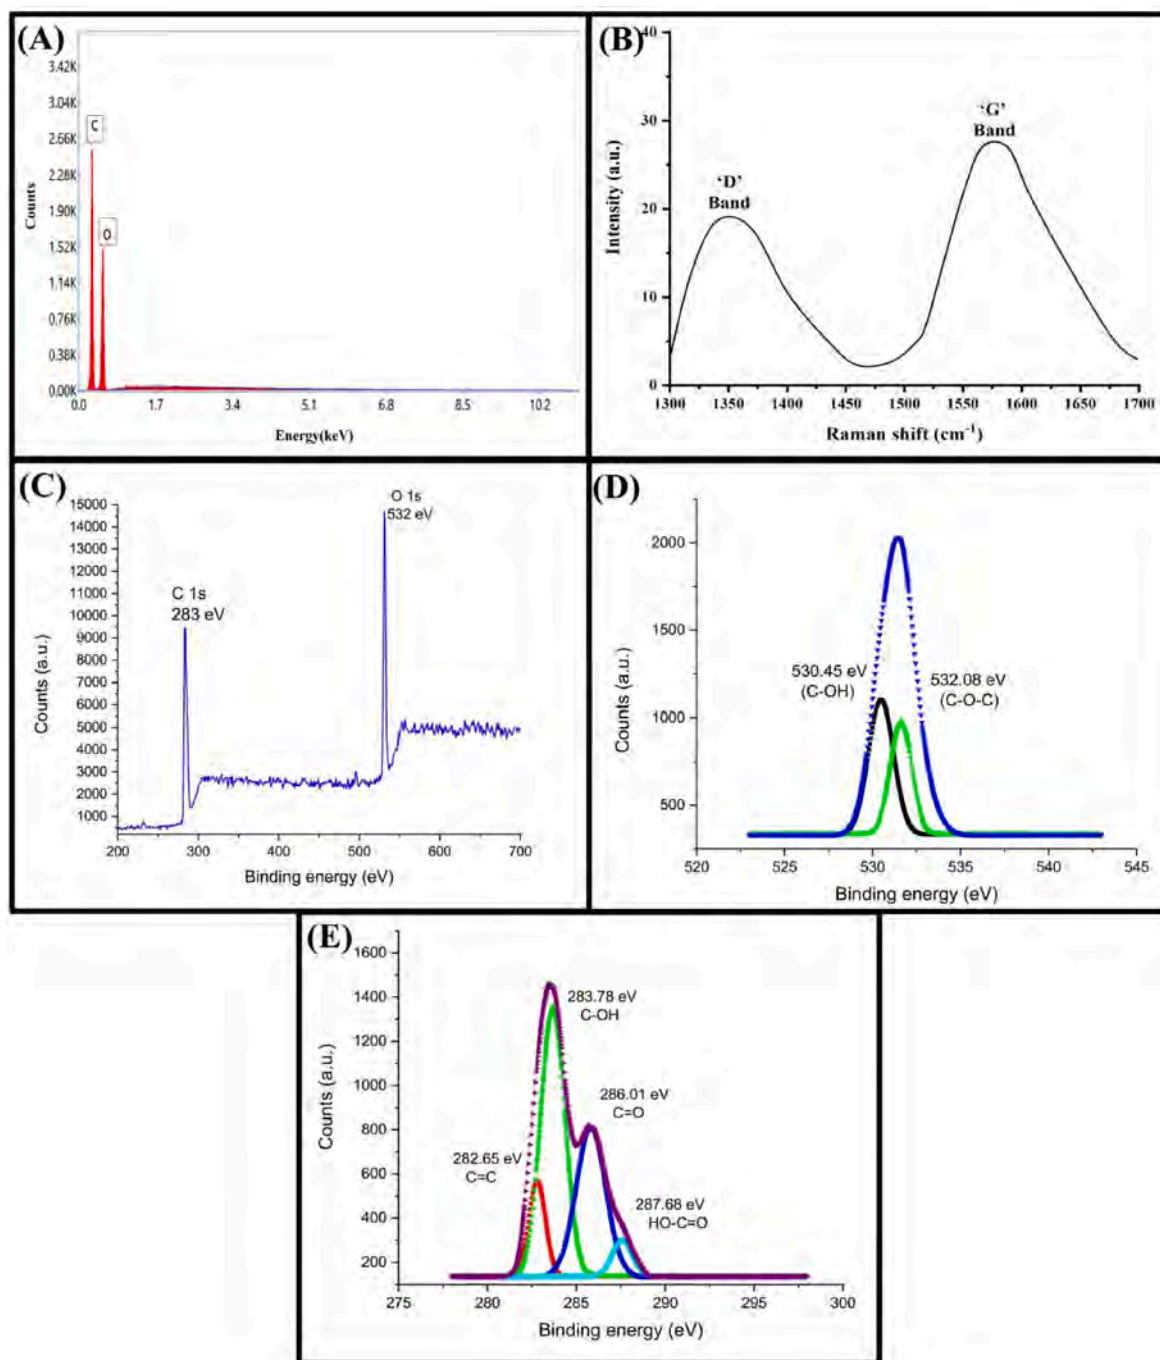 (A)
3.42K
3.04K
2.66K
2.28K
1.90K
1.52K
1.14K
0.76K
0.38K
0.00K
Counts
C
O
0.0 1.7 3.4 5.1 6.8 8.5 10.2
Energy(keV)
(B)
40
30
20
10
0
Intensity (a.u.)
‘D’
Band
‘G’
Band
1300 1350 1400 1450 1500 1550 1600 1650 1700
Raman shift (cm⁻¹)
(C)
15000
14000
13000
12000
11000
10000
9000
8000
7000
6000
5000
4000
3000
2000
1000
Counts (a.u.)
C 1s
283 eV
O 1s
532 eV
200 300 400 500 600 700
Binding energy (eV)
(D)
2000
1500
1000
500
Counts (a.u.)
530.45 eV
(C-OH)
532.08 eV
(C-O-C)
520 525 530 535 540 545
Binding energy (eV)
(E)
1600
1400
1200
1000
800
600
400
200
Counts (a.u.)
283.78 eV
C-OH
286.01 eV
C=O
282.65 eV
C=C
287.68 eV
HO-C=O
275 280 285 290 295 300
Binding energy (eV)